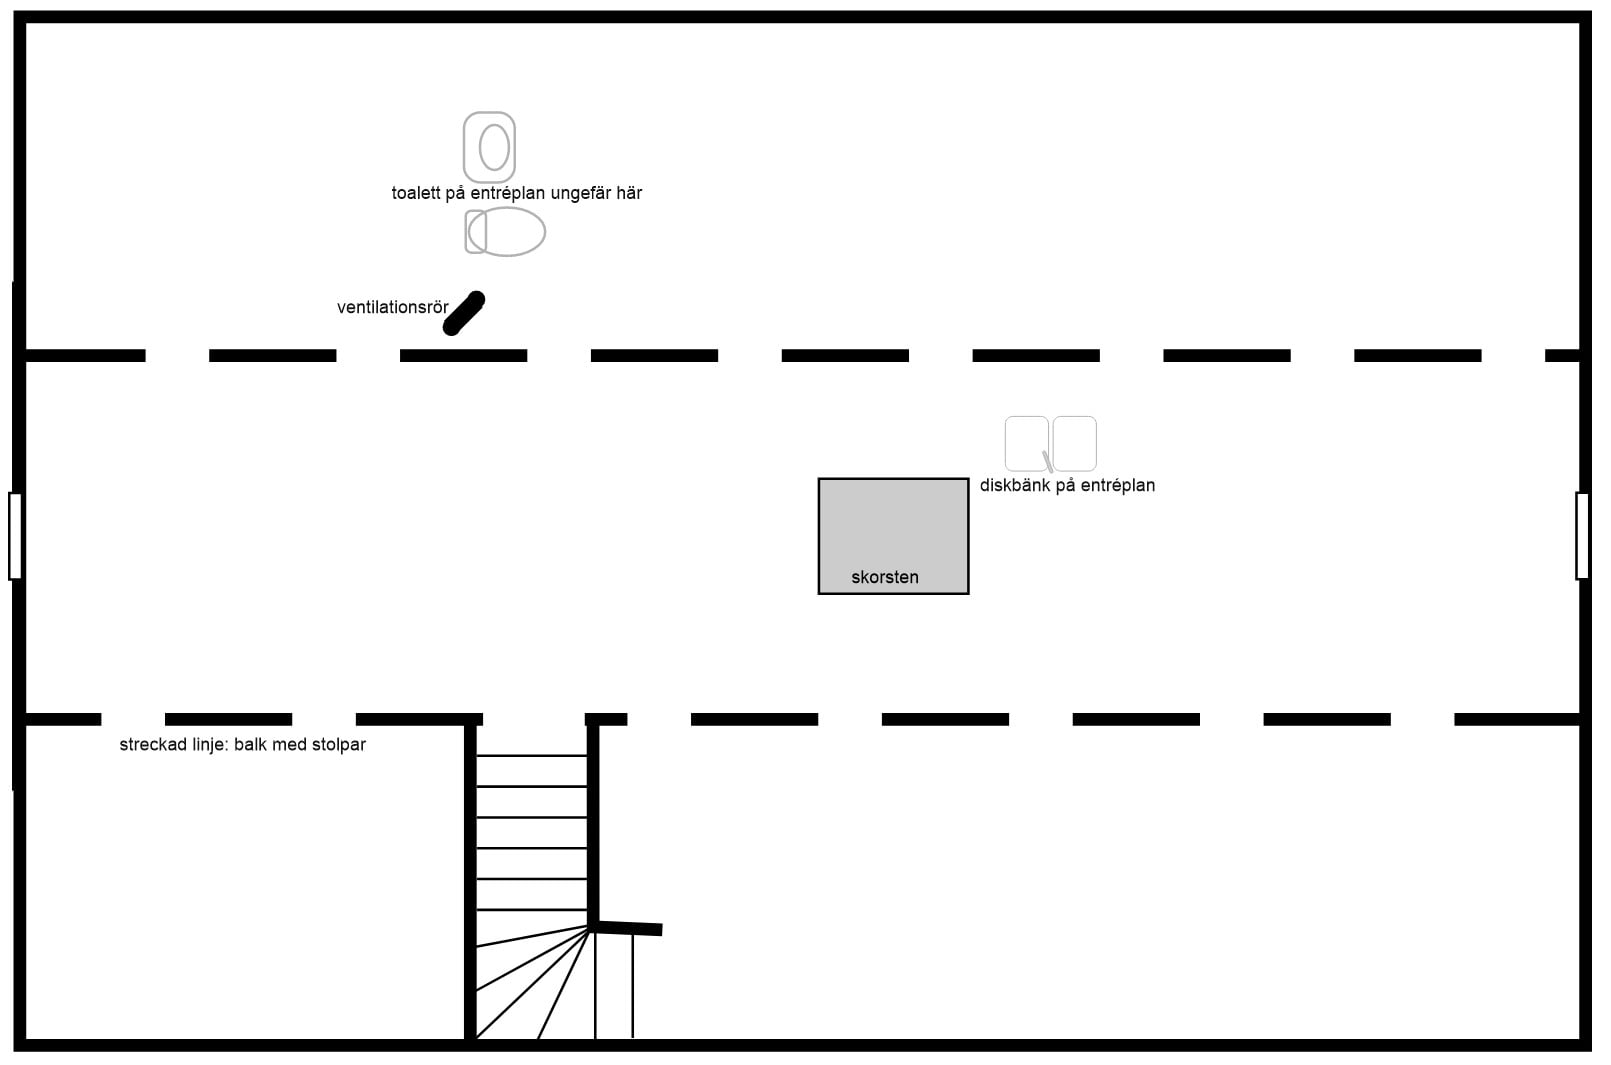 toalett på entréplan ungefär här
ventilationsrör
diskbänk på entréplan
skorsten
streckad linje: balk med stolpar